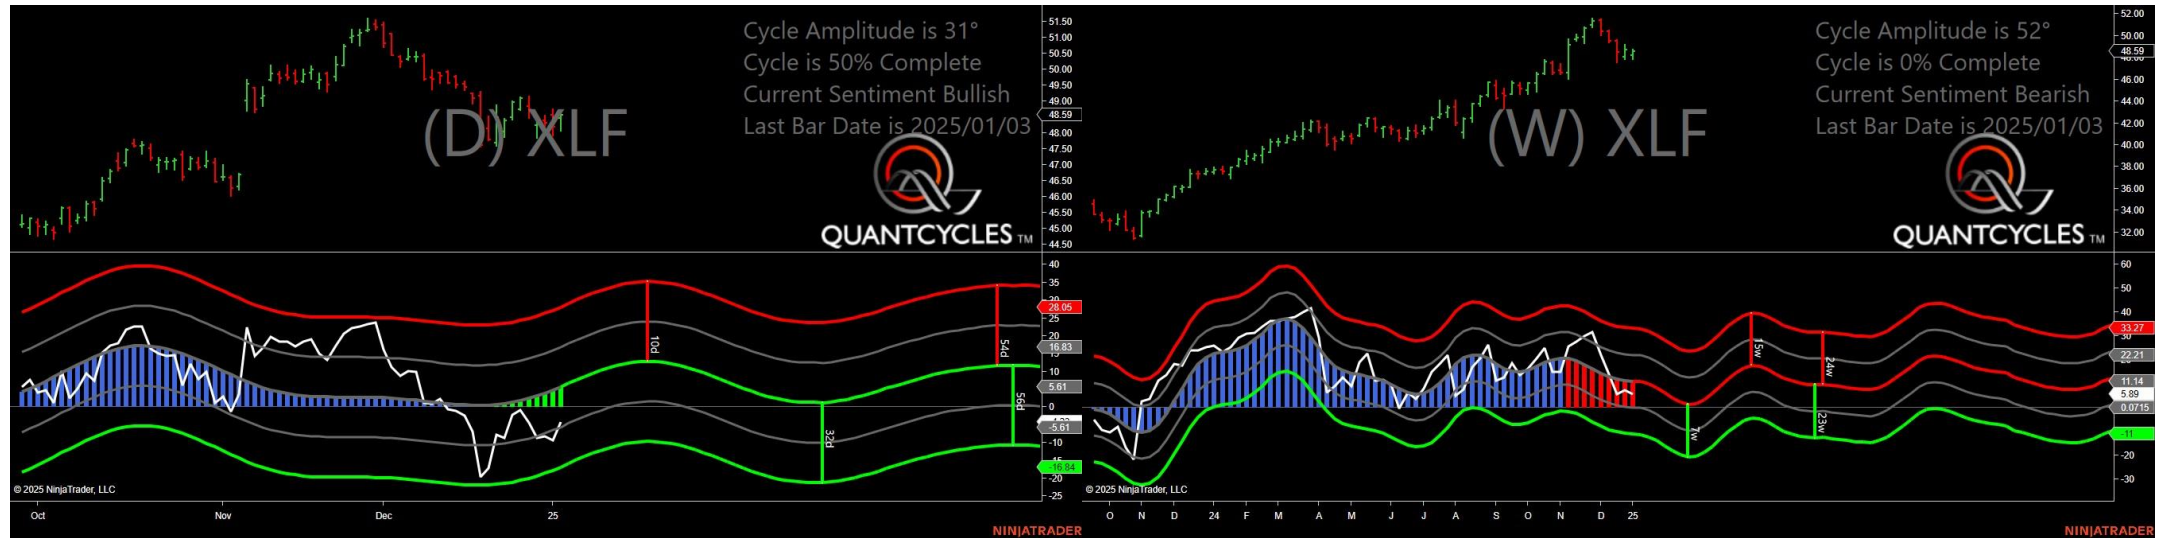 Cycle Amplitude is 31°
Cycle is 50% Complete
Current Sentiment Bullish
Last Bar Date is 2025/01/03
(D) XLF
QUANTCYCLES TM
51.50
51.00
50.50
50.00
49.50
49.00
48.59
48.00
47.50
47.00
46.50
46.00
45.50
45.00
44.50
40
35
28.05
25
20
16.83
10
5.61
0
-5.61
-10
-16.84
-20
-25
10d
32d
54d
56d
© 2025 NinjaTrader, LLC
Oct Nov Dec 25
NINJATRADER
Cycle Amplitude is 52°
Cycle is 0% Complete
Current Sentiment Bearish
Last Bar Date is 2025/01/03
(W) XLF
QUANTCYCLES TM
52.00
50.00
48.59
48.00
46.00
44.00
42.00
40.00
38.00
36.00
34.00
32.00
60
50
40
33.27
30
22.21
11.14
5.89
0.0715
-11
-20
-30
7w
15w
23w
24w
© 2025 NinjaTrader, LLC
O N D 24 F M A M J J A S O N D 25
NINJATRADER